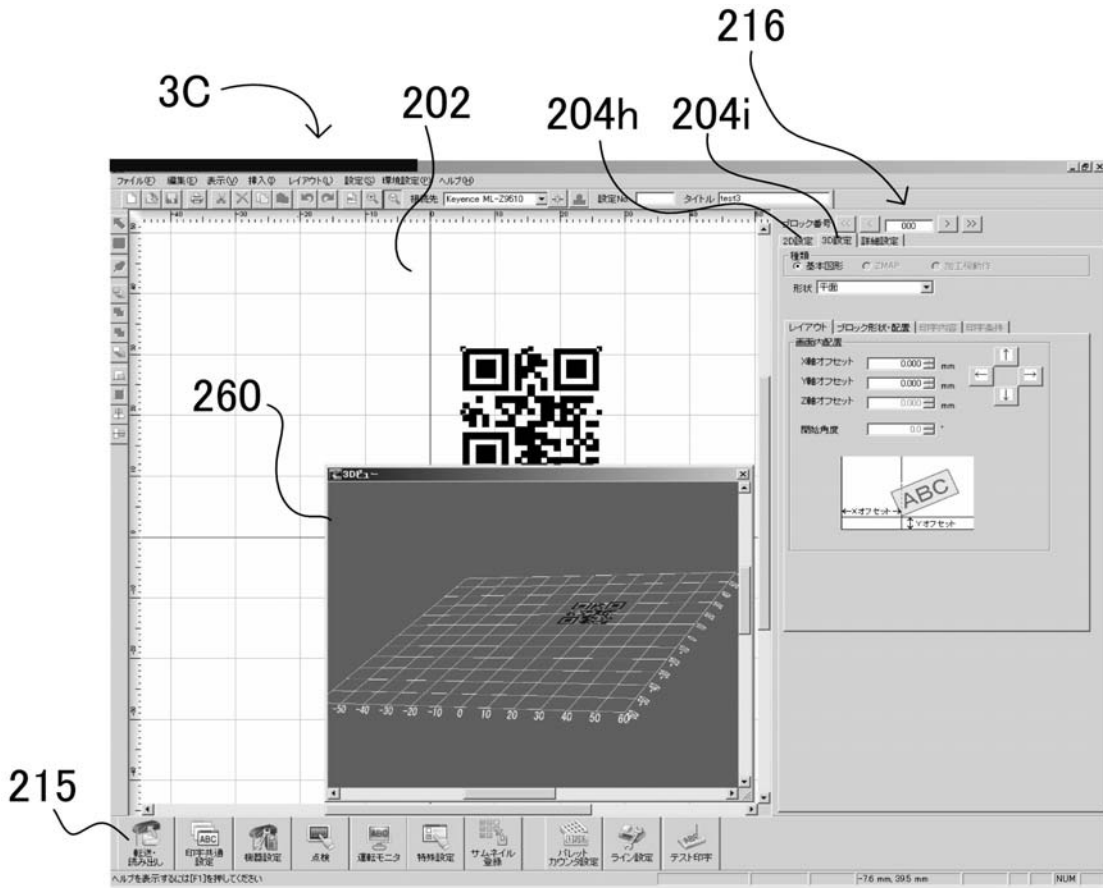 216
3C
202
204h
204i
ファイル(F) 編集(E) 表示(V) 挿入(I) レイアウト(L) 設定(S) 環境設定(P) ヘルプ(H)
接続先 Keyence ML-Z9510 設定No. タイトル test3
ブロック番号 << < 000 > >>
2D設定 3D設定 詳細設定
種類
基本図形 ZMAP 加工機動作
形状 平面
レイアウト ブロック形状・配置 印字内容 印字条件
画面内配置
X軸オフセット 0.000 mm
Y軸オフセット 0.000 mm
Z軸オフセット 0.000 mm
開始角度 0.0 °
ABC
Xオフセット
Yオフセット
260
3Dビュー
-50 -40 -30 -20 -10 0 10 20 30 40 50 60
215
転送・読み出し
印字共通設定
機器設定
点検
運転モニタ
特殊設定
サムネイル登録
パレットカウンタ設定
ライン設定
テスト印字
ヘルプを表示するには[F1]を押してください
-7.6 mm, 39.5 mm
NUM